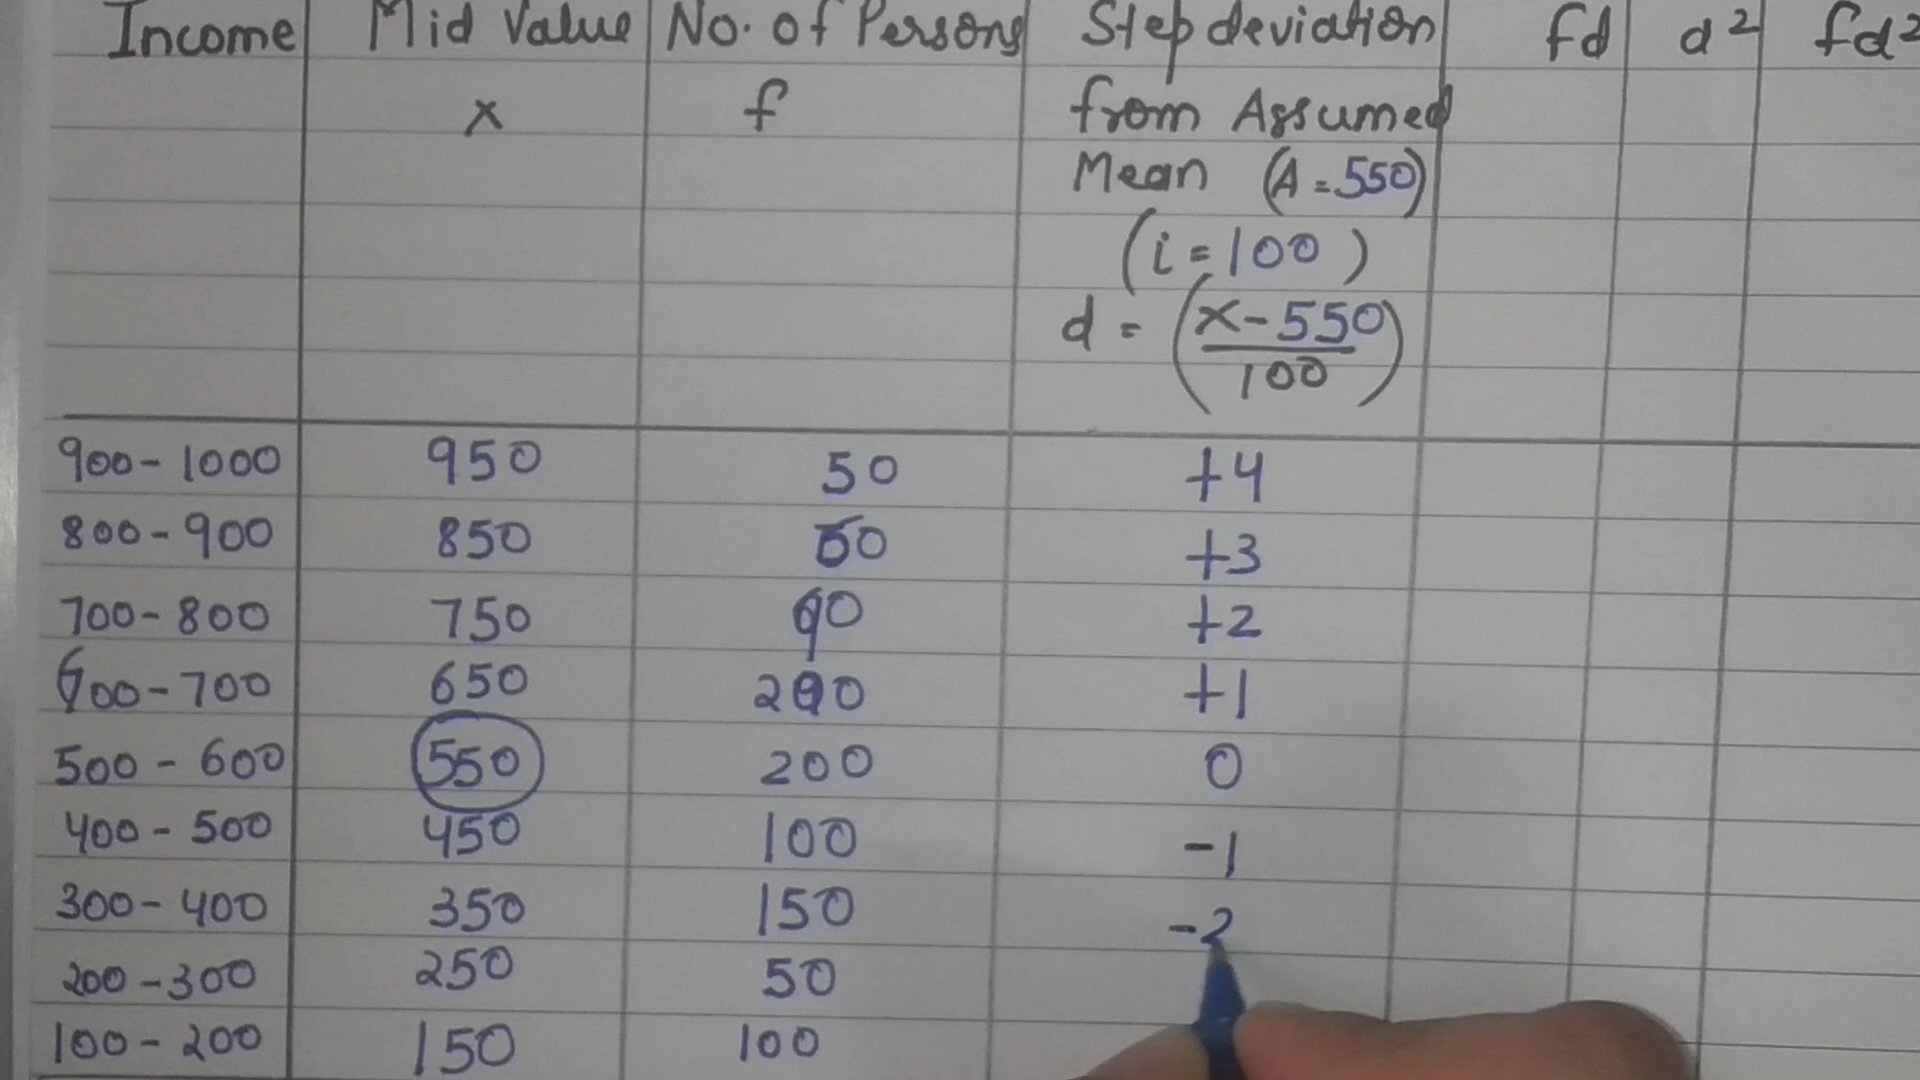 Income Mid Value No. of Persons Step deviation fd d² fd²
x f from Assumed
Mean (A = 550)
(i = 100)
d = (x - 550
100)
900 - 1000 950 50 +4
800 - 900 850 +3
700 - 800 750 +2
600 - 700 650 +1
500 - 600 550 200 0
400 - 500 450 100 -1
300 - 400 350 150 -2
200 - 300 250 50
100 - 200 150 100